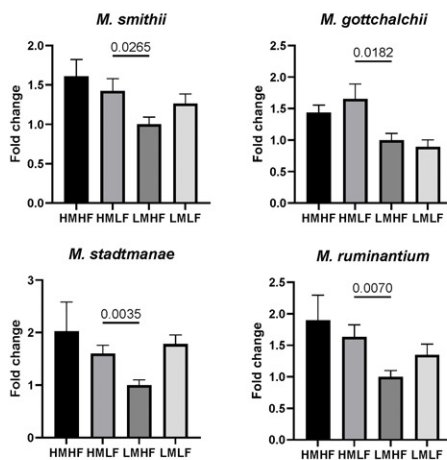 M. smithii
M. gottchalchii
0.0265
0.0182
Fold change
2.0
1.5
1.0
0.5
0.0
HMHF HMLF LMHF LMLF
Fold change
2.5
2.0
1.5
1.0
0.5
0.0
HMHF HMLF LMHF LMLF
M. stadtmanae
M. ruminantium
0.0035
0.0070
Fold change
3
2
1
0
HMHF HMLF LMHF LMLF
Fold change
2.5
2.0
1.5
1.0
0.5
0.0
HMHF HMLF LMHF LMLF